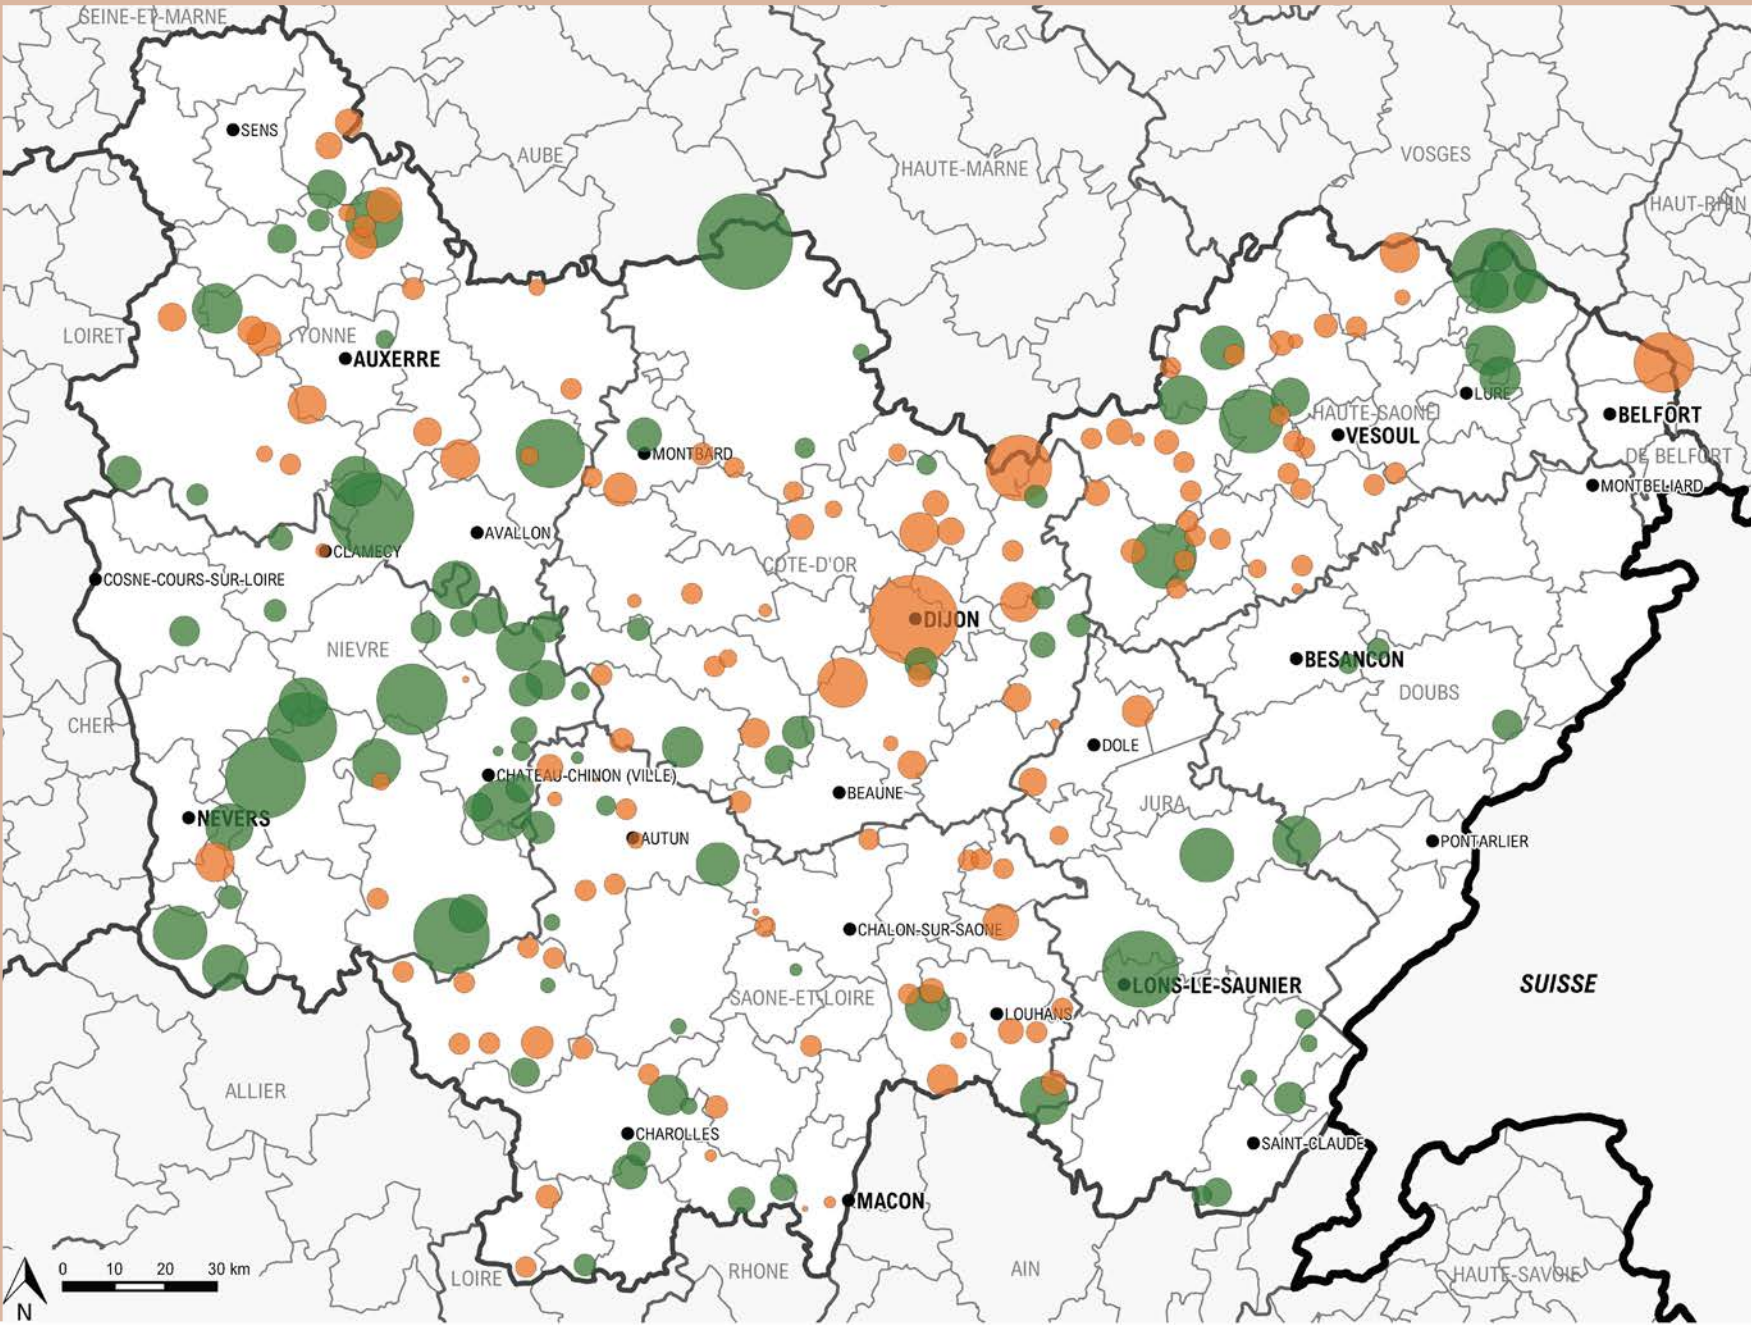 SEINE-ET-MARNE
SENS
AUBE
HAUTE-MARNE
VOSGES
HAUT-RHIN
LOIRET
YONNE
AUXERRE
LURE
HAUTE-SAONE
VESOUL
BELFORT
DE BELFORT
MONTBARD
MONTBELIARD
AVALLON
CLAMECY
COTE-D'OR
COSNE-COURS-SUR-LOIRE
DIJON
NIEVRE
BESANCON
DOUBS
CHER
DOLE
CHATEAU-CHINON (VILLE)
BEAUNE
JURA
NEVERS
AUTUN
PONTARLIER
CHALON-SUR-SAONE
LONS-LE-SAUNIER
SUISSE
SAONE-ET-LOIRE
LOUHANS
ALLIER
CHAROLLES
SAINT-CLAUDE
MACON
0 10 20 30 km
LOIRE
RHONE
AIN
HAUTE-SAVOIE
N